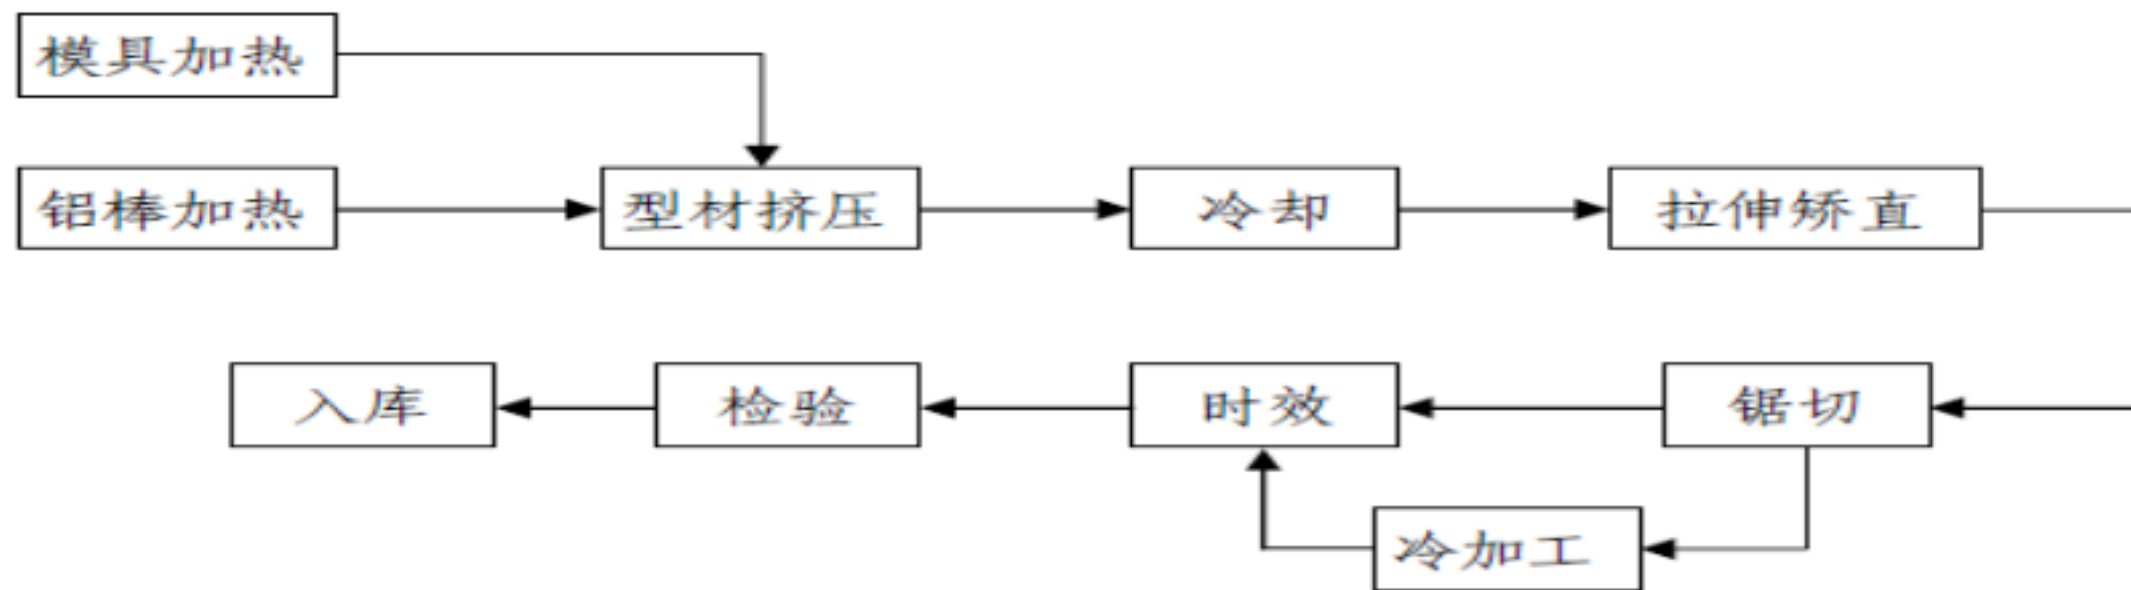 模具加热
铝棒加热
型材挤压
冷却
拉伸矫直
锯切
时效
检验
入库
冷加工